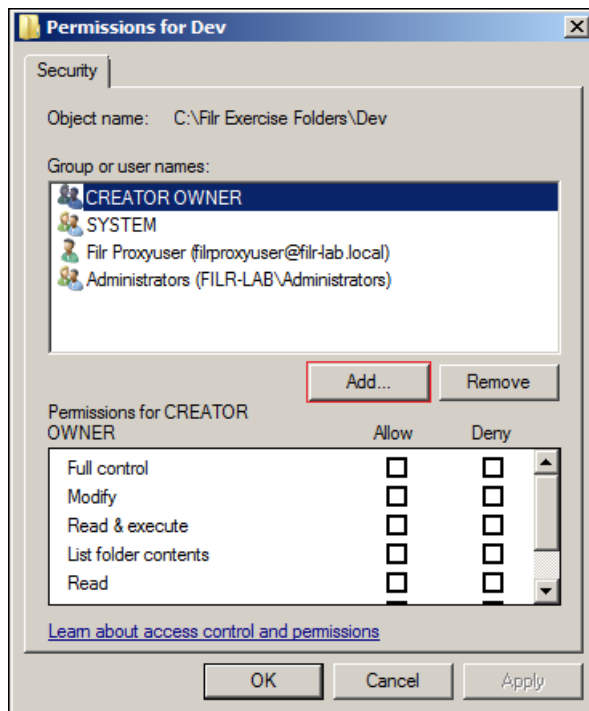 Permissions for Dev
Security
Object name: C:\Filr Exercise Folders\Dev
Group or user names:
CREATOR OWNER
SYSTEM
Filr Proxyuser (filrproxyuser@filr-lab.local)
Administrators (FILR-LAB\Administrators)
Add... Remove
Permissions for CREATOR
OWNER Allow Deny
Full control
Modify
Read & execute
List folder contents
Read
Learn about access control and permissions
OK Cancel Apply